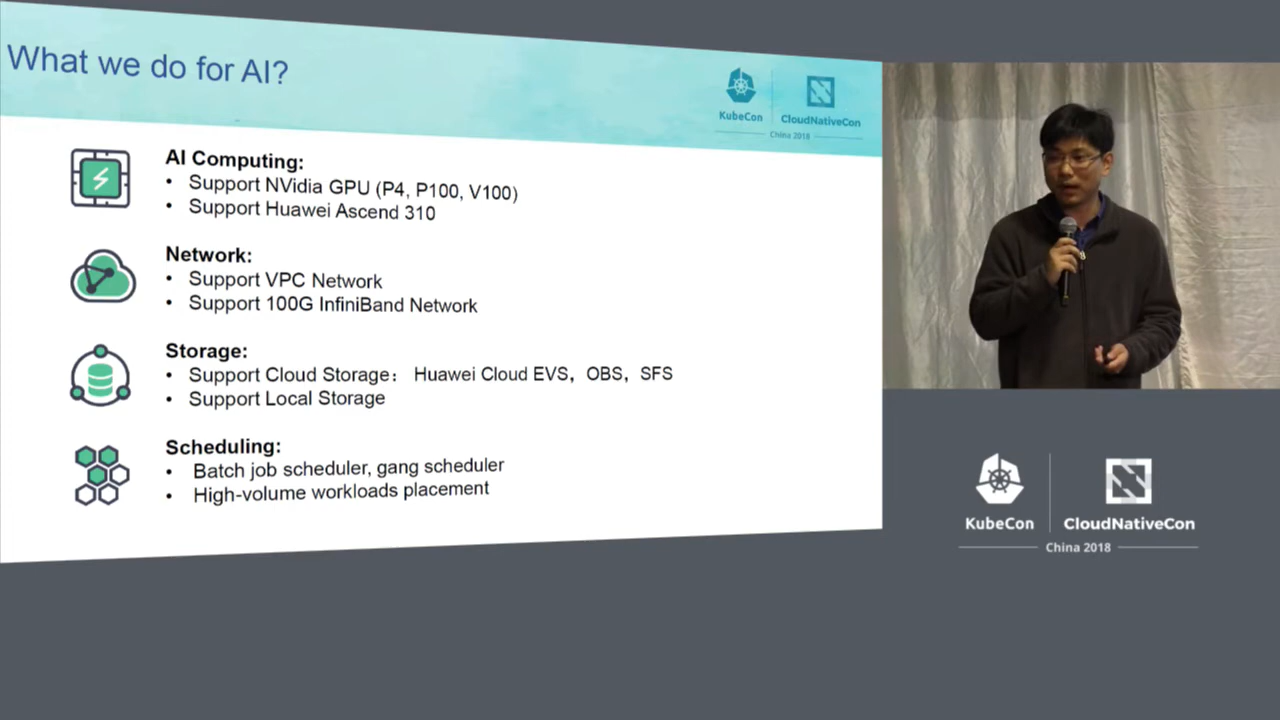 What we do for AI?
KubeCon
CloudNativeCon
China 2018
AI Computing:
• Support NVidia GPU (P4, P100, V100)
• Support Huawei Ascend 310
Network:
• Support VPC Network
• Support 100G InfiniBand Network
Storage:
• Support Cloud Storage： Huawei Cloud EVS，OBS，SFS
• Support Local Storage
Scheduling:
• Batch job scheduler, gang scheduler
• High-volume workloads placement
KubeCon
CloudNativeCon
China 2018